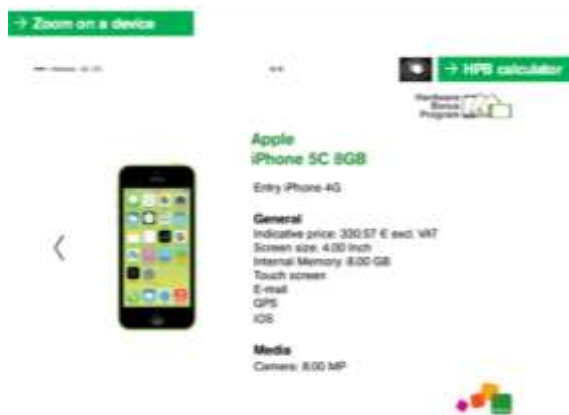 → Zoom on a device
→ HPB calculator
Hardware
Bonus
Program
Apple
iPhone 5C 8GB
Entry iPhone 4G
General
Indicative price: 330.57 € excl. VAT
Screen size: 4.00 Inch
Internal Memory: 8.00 GB
Touch screen
E-mail
GPS
iOS
Media
Camera: 8.00 MP